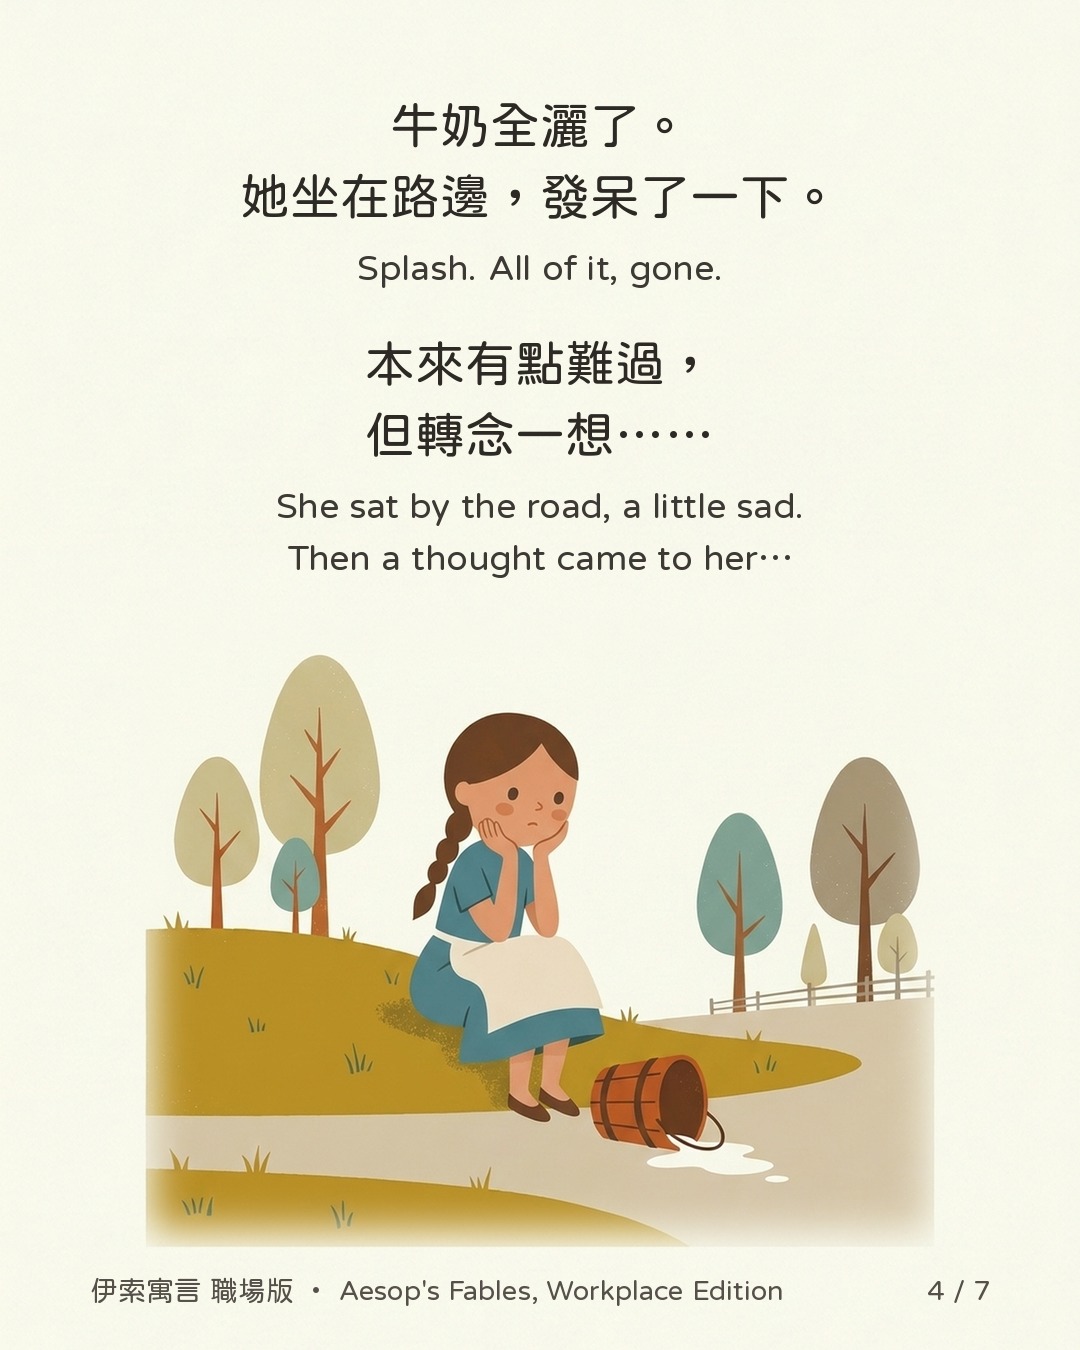 牛奶全灑了。
她坐在路邊，發呆了一下。
Splash. All of it, gone.
本來有點難過，
但轉念一想⋯⋯
She sat by the road, a little sad.
Then a thought came to her⋯
伊索寓言 職場版 • Aesop's Fables, Workplace Edition
4 / 7